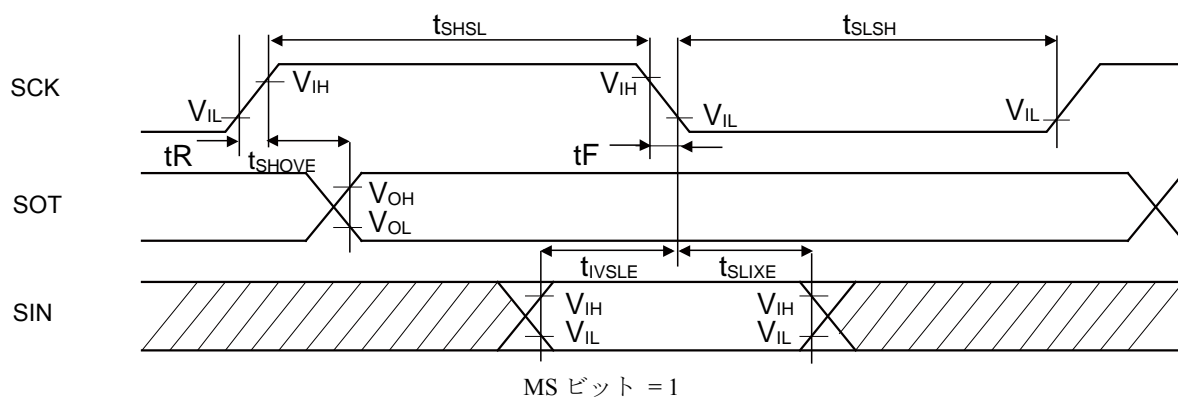 tSHSL tSLSH
SCK VIH VIH
VIL VIL VIL
tR tSHOVE tF
SOT VOH
VOL
tIVSLE tSLIXE
SIN VIH VIH
VIL VIL
MS ビット = 1